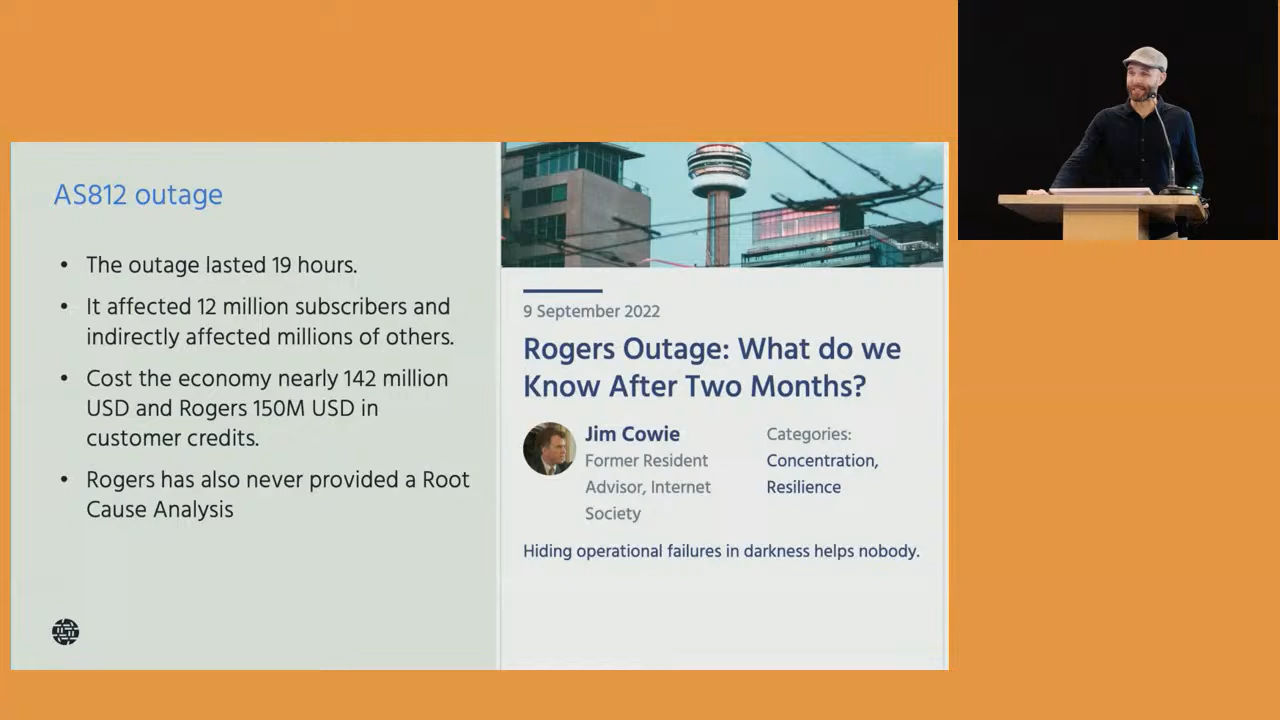 AS812 outage
• The outage lasted 19 hours.
• It affected 12 million subscribers and
indirectly affected millions of others.
• Cost the economy nearly 142 million
USD and Rogers 150M USD in
customer credits.
• Rogers has also never provided a Root
Cause Analysis
9 September 2022
Rogers Outage: What do we
Know After Two Months?
Jim Cowie
Former Resident
Advisor, Internet
Society
Categories:
Concentration,
Resilience
Hiding operational failures in darkness helps nobody.